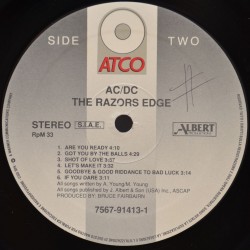 SIDE TWO
ATCO
AC/DC
THE RAZORS EDGE
STEREO S.I.A.E. ALBERT
RPM 33
1 ARE YOU READY 4:10
2 GOT YOU BY THE BALLS 4:29
3 SHOT OF LOVE 3:57
4 LET'S MAKE IT 3:32
5 GOODBYE & GOOD RIDDANCE TO BAD LUCK 3:14
6 IF YOU DARE 3:11
All songs written by A. Young/M. Young
All songs published by J. Albert & Son (USA) Inc., ASCAP
PRODUCED BY: BRUCE FAIRBAIRN
7567-91413-1